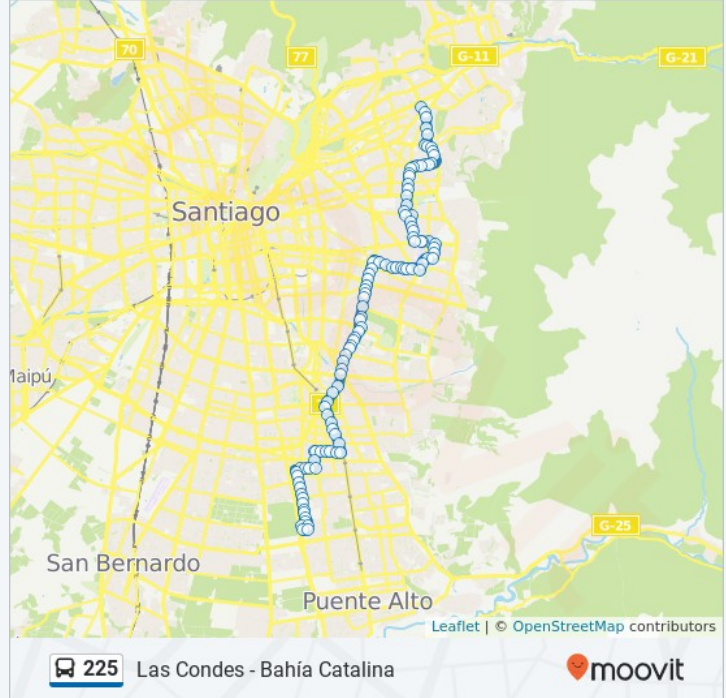 70
77
G-11
G-21
Santiago
Maipú
G-25
San Bernardo
Puente Alto
Leaflet | © OpenStreetMap contributors
225 Las Condes - Bahía Catalina
moovit